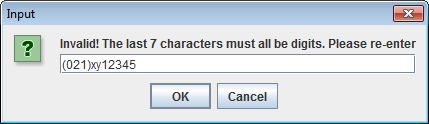 Input
Invalid! The last 7 characters must all be digits. Please re-enter
(021)xy12345
OK Cancel